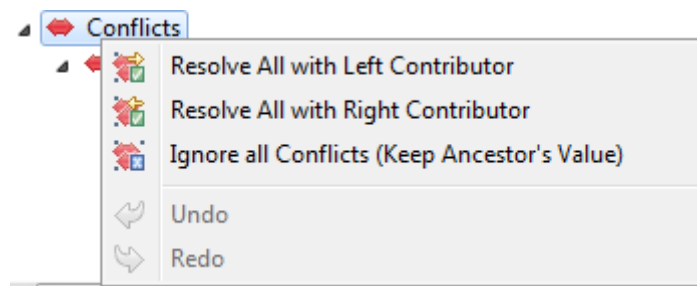 Conflicts
Resolve All with Left Contributor
Resolve All with Right Contributor
Ignore all Conflicts (Keep Ancestor's Value)
Undo
Redo